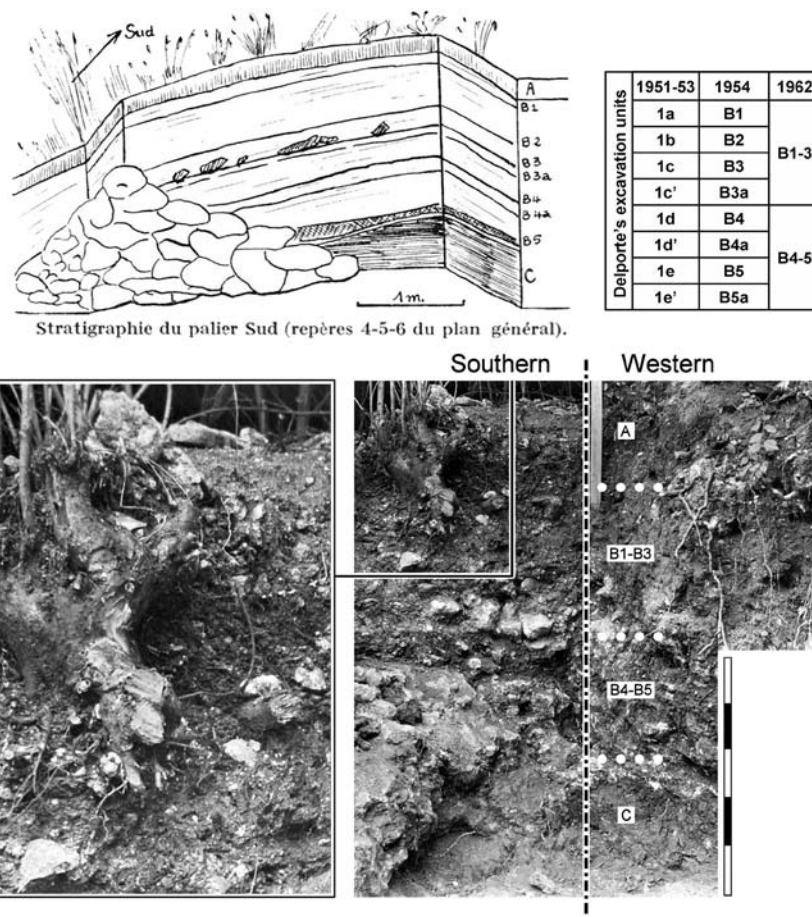 Sud
A
B1
B2
B3
B3a
B4
B4a
B5
C
1m.
Stratigraphie du palier Sud (repères 4-5-6 du plan général).
Delporte's excavation units
1951-53 1954 1962
1a B1
1b B2
1c B3
1c' B3a
B1-3
1d B4
1d' B4a
1e B5
1e' B5a
B4-5
Southern Western
A
B1-B3
B4-B5
C